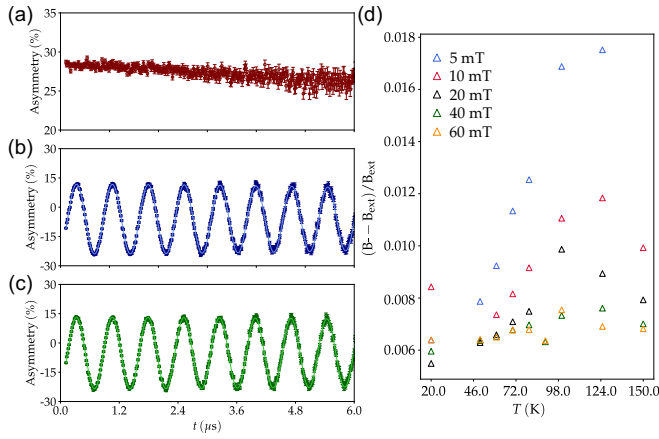 (a)
Asymmetry (%)
35
30
25
20
(b)
Asymmetry (%)
15
0
-15
-30
(c)
Asymmetry (%)
15
0
-15
-30
0.0 1.2 2.4 3.6 4.8 6.0
t (μs)
(d)
(B − B_ext)/B_ext
0.018
0.016
0.014
0.012
0.010
0.008
0.006
5 mT
10 mT
20 mT
40 mT
60 mT
20.0 46.0 72.0 98.0 124.0 150.0
T (K)